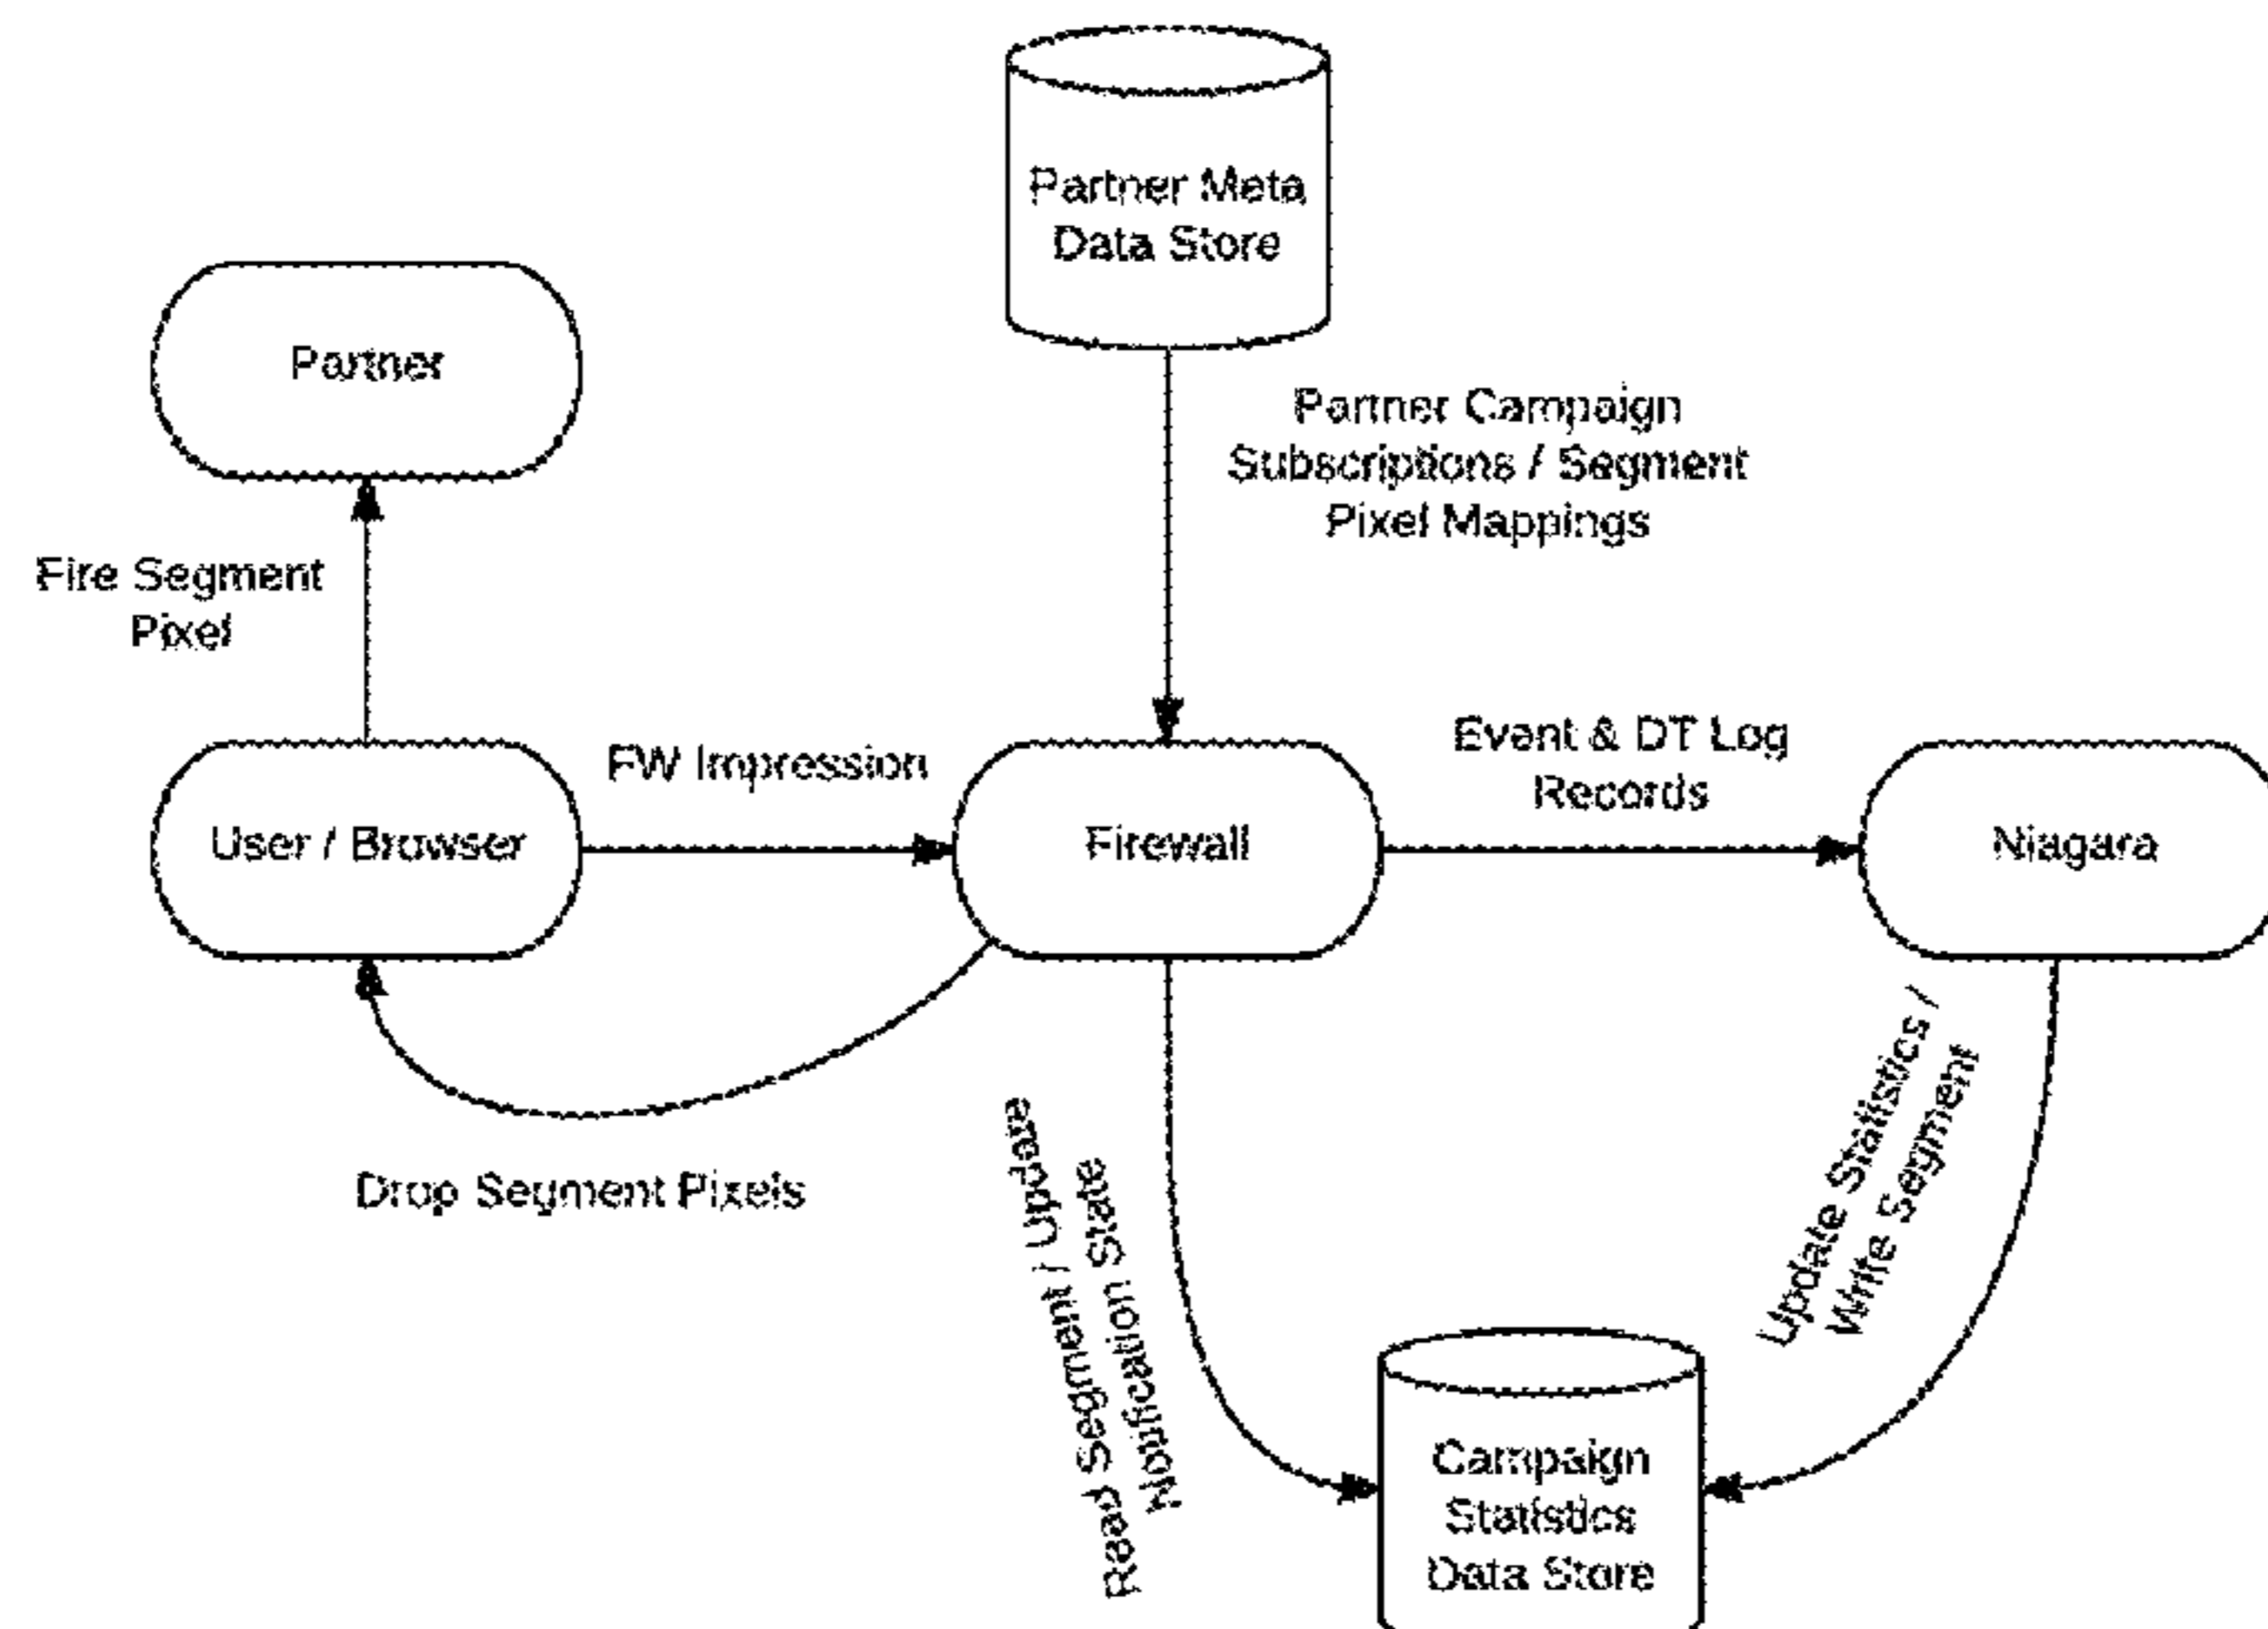 Partner Meta
Data Store
Partner
Partner Campaign
Subscriptions / Segment
Pixel Mappings
Fire Segment
Pixel
User / Browser
FW Impression
Firewall
Event & DT Log
Records
Niagara
Drop Segment Pixels
Read Segment / Update
Notification State
Update Statistics /
Write Segment
Campaign
Statistics
Data Store